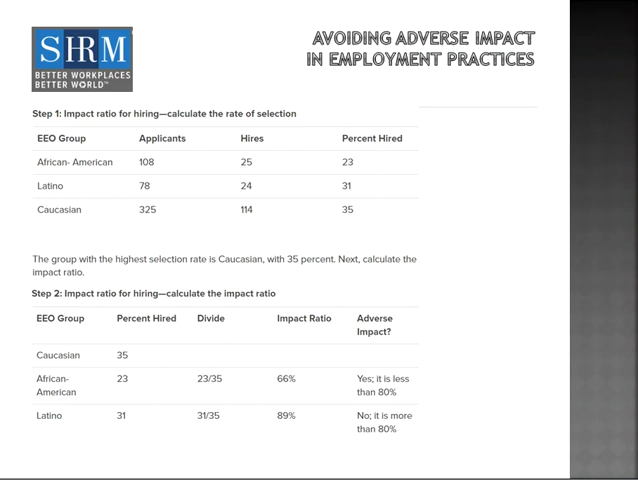 SHRM
BETTER WORKPLACES
BETTER WORLD™
AVOIDING ADVERSE IMPACT
IN EMPLOYMENT PRACTICES
Step 1: Impact ratio for hiring—calculate the rate of selection
EEO Group Applicants Hires Percent Hired
African- American 108 25 23
Latino 78 24 31
Caucasian 325 114 35
The group with the highest selection rate is Caucasian, with 35 percent. Next, calculate the
impact ratio.
Step 2: Impact ratio for hiring—calculate the impact ratio
EEO Group Percent Hired Divide Impact Ratio Adverse
Impact?
Caucasian 35
African- 23 23/35 66% Yes; it is less
American than 80%
Latino 31 31/35 89% No; it is more
than 80%